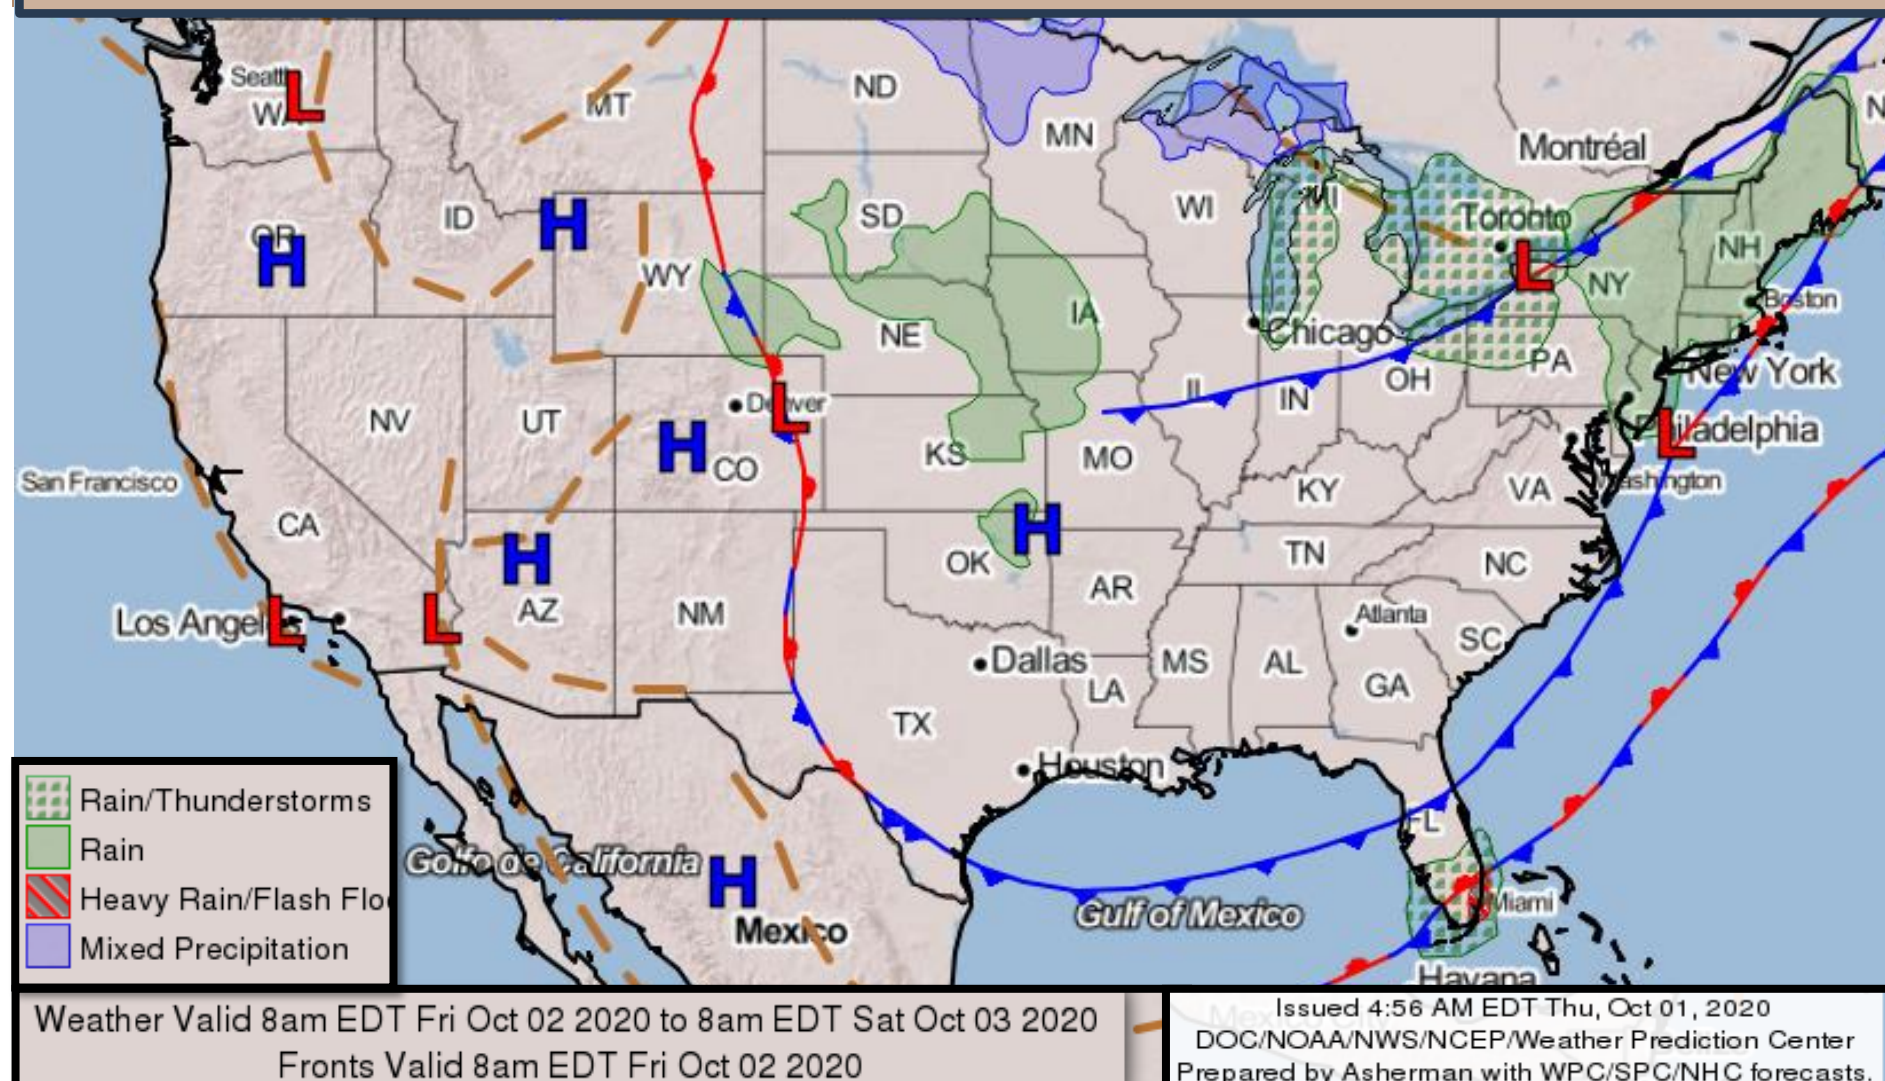 Seattle
WA
MT
ND
MN
Montréal
WI
MI
Toronto
OR
ID
SD
WY
NH
NY
Boston
IA
NE
Chicago
PA
New York
OH
IL
IN
Denver
NV
UT
Philadelphia
KS
MO
CO
San Francisco
KY
VA
Washington
CA
OK
TN
NC
AR
Los Angeles
AZ
NM
Atlanta
SC
Dallas
MS
AL
LA
GA
TX
Houston
FL
Golfo de California
Gulf of Mexico
Miami
Mexico
Havana
L
H
H
L
L
H
L
H
H
L
L
H
Rain/Thunderstorms
Rain
Heavy Rain/Flash Flo
Mixed Precipitation
Weather Valid 8am EDT Fri Oct 02 2020 to 8am EDT Sat Oct 03 2020
Fronts Valid 8am EDT Fri Oct 02 2020
Mexico City
Issued 4:56 AM EDT Thu, Oct 01, 2020
DOC/NOAA/NWS/NCEP/Weather Prediction Center
Prepared by Asherman with WPC/SPC/NHC forecasts.